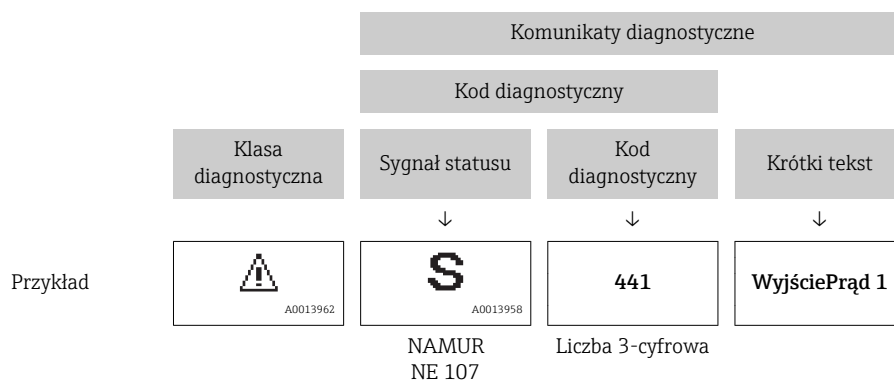 Komunikaty diagnostyczne
Kod diagnostyczny
Klasa
diagnostyczna
Sygnał statusu
Kod
diagnostyczny
Krótki tekst
↓ ↓ ↓
Przykład
A0013962
S
A0013958
441
WyjściePrąd 1
NAMUR
NE 107
Liczba 3-cyfrowa